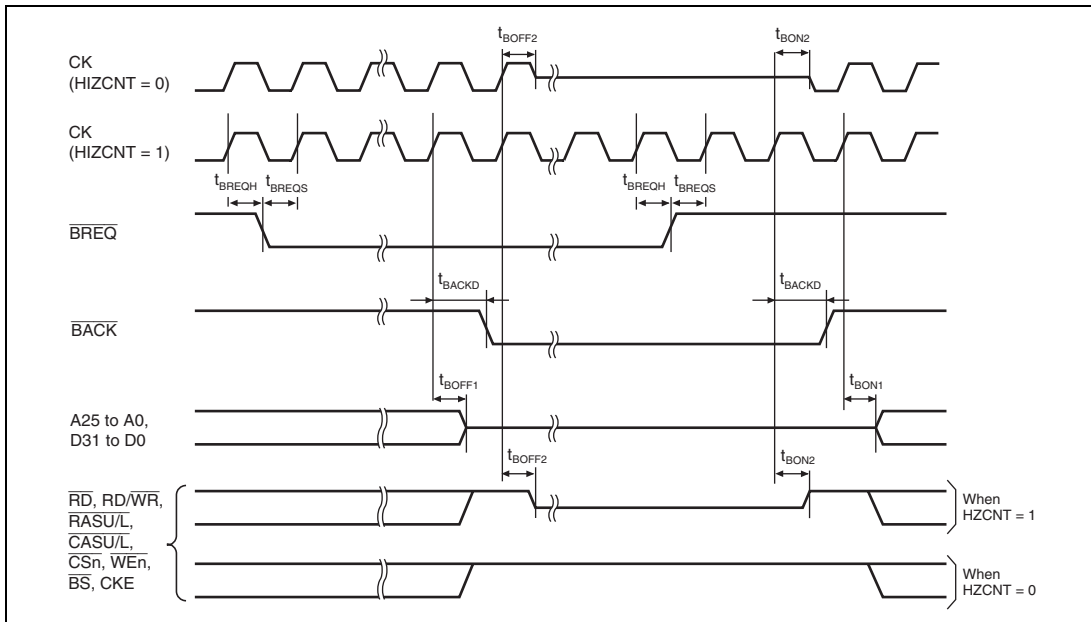 tBOFF2
tBON2
CK
(HIZCNT = 0)
CK
(HIZCNT = 1)
tBREQH
tBREQS
tBREQH
tBREQS
BREQ
tBACKD
tBACKD
BACK
tBOFF1
tBON1
A25 to A0,
D31 to D0
tBOFF2
tBON2
RD, RD/WR,
RASU/L,
CASU/L,
CSn, WEn,
BS, CKE
When
HZCNT = 1
When
HZCNT = 0